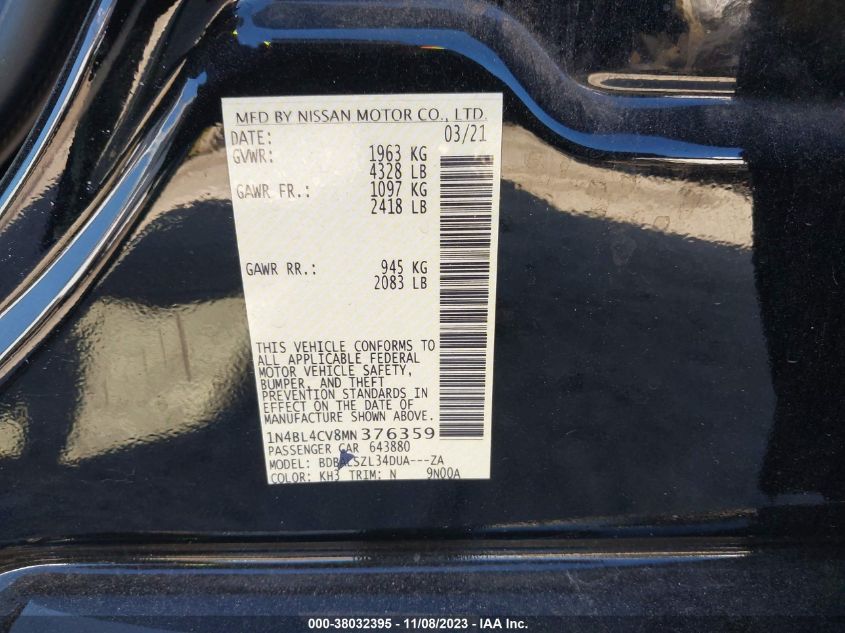 MFD BY NISSAN MOTOR CO., LTD.
DATE: 03/21
GVWR: 1963 KG
4328 LB
GAWR FR.: 1097 KG
2418 LB
GAWR RR.: 945 KG
2083 LB
THIS VEHICLE CONFORMS TO
ALL APPLICABLE FEDERAL
MOTOR VEHICLE SAFETY,
BUMPER, AND THEFT
PREVENTION STANDARDS IN
EFFECT ON THE DATE OF
MANUFACTURE SHOWN ABOVE.
1N4BL4CV8MN376359
PASSENGER CAR 643880
MODEL: ZA
COLOR: KH3 TRIM: N 9N00A
000-38032395 - 11/08/2023 - © IAA Inc.